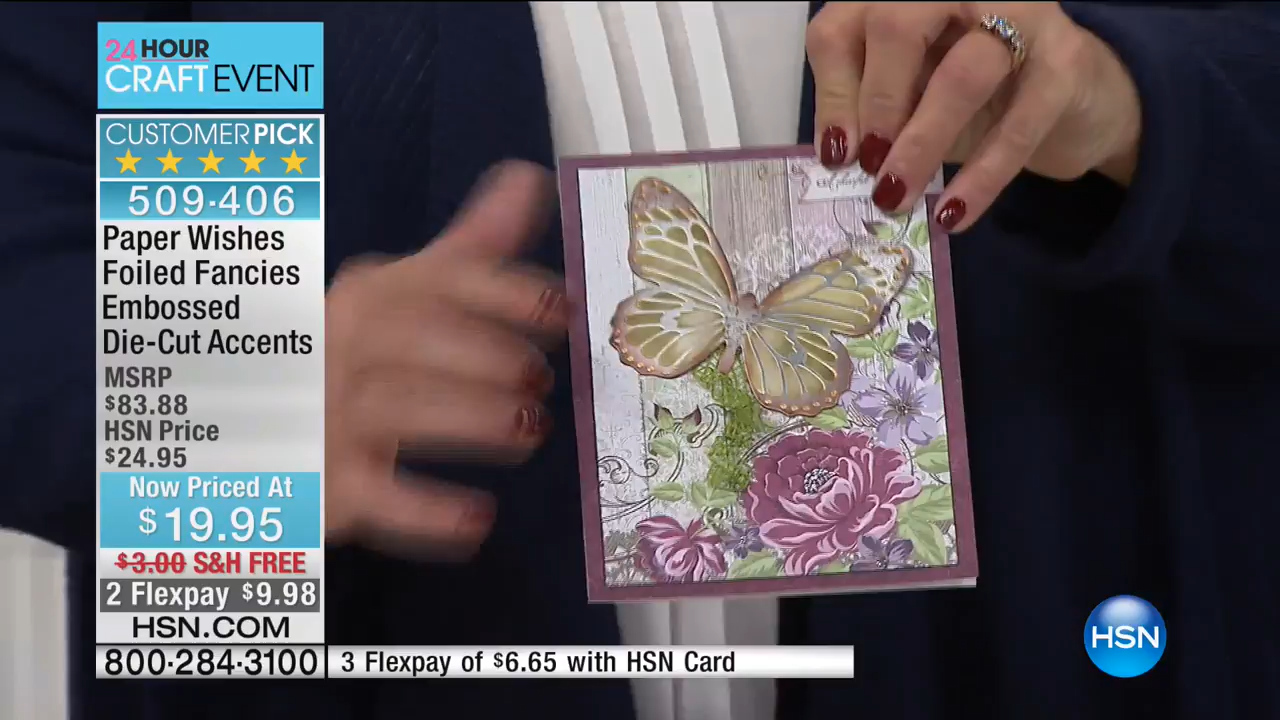 24 HOUR
CRAFT EVENT
CUSTOMER PICK
509-406
Paper Wishes
Foiled Fancies
Embossed
Die-Cut Accents
MSRP
$83.88
HSN Price
$24.95
Now Priced At
$19.95
$3.00 S&H FREE
2 Flexpay $9.98
HSN.COM
800-284-3100
3 Flexpay of $6.65 with HSN Card
HSN